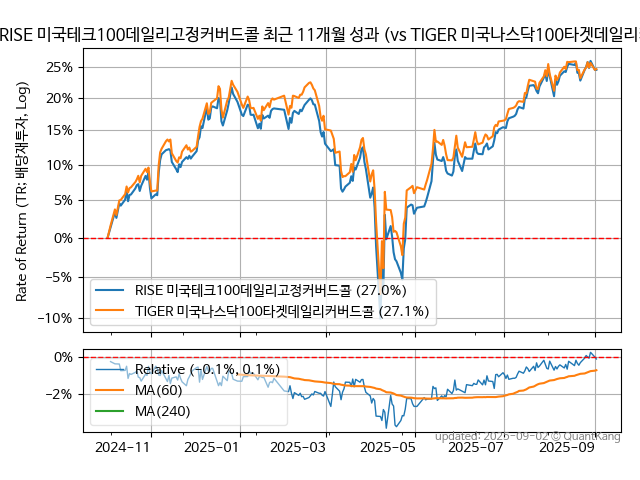 RISE 미국테크100데일리고정커버드콜 최근 11개월 성과 (vs TIGER 미국나스닥100타겟데일리
Rate of Return (TR: 배당재투자, Log)
25%
20%
15%
10%
5%
0%
−5%
−10%
RISE 미국테크100데일리고정커버드콜 (27.0%)
TIGER 미국나스닥100타겟데일리커버드콜 (27.1%)
0%
−2%
Relative (−0.1%, 0.1%)
MA(60)
MA(240)
updated: 2025-09-02 © QuantKang
2024-11 2025-01 2025-03 2025-05 2025-07 2025-09